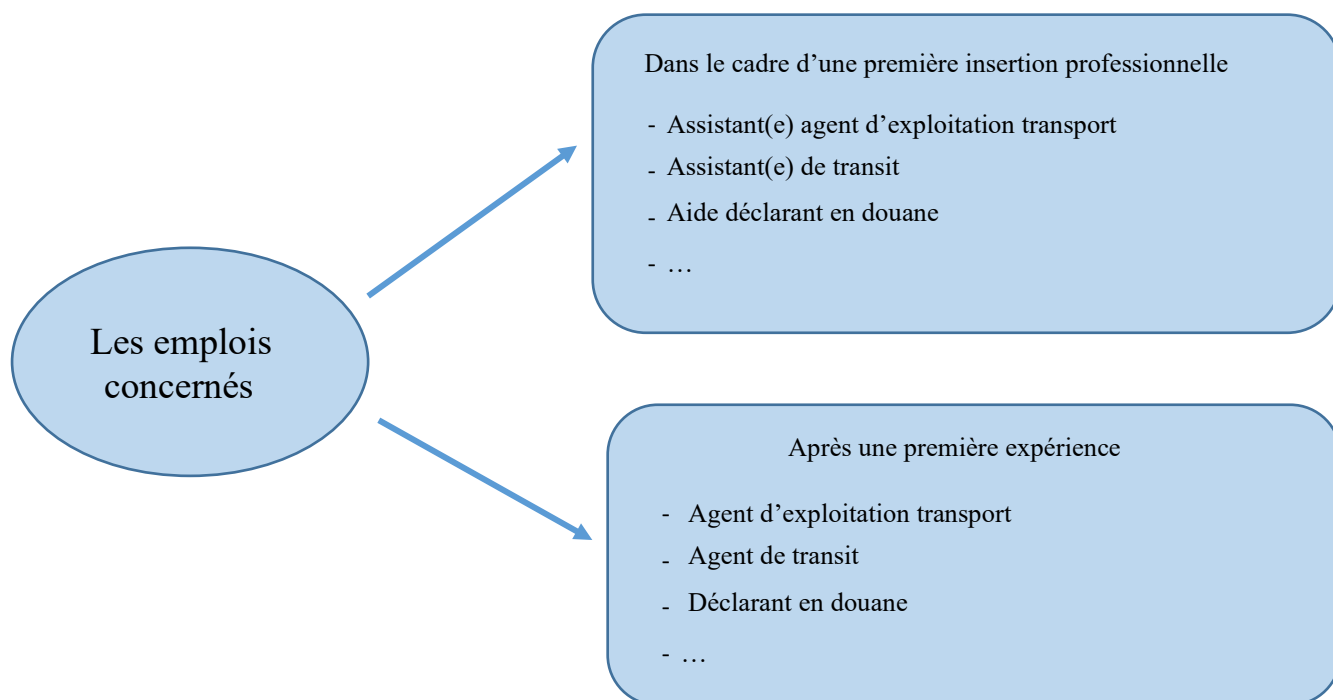 Dans le cadre d’une première insertion professionnelle
- Assistant(e) agent d’exploitation transport
- Assistant(e) de transit
- Aide déclarant en douane
- …
Les emplois
concernés
Après une première expérience
- Agent d’exploitation transport
- Agent de transit
- Déclarant en douane
- …